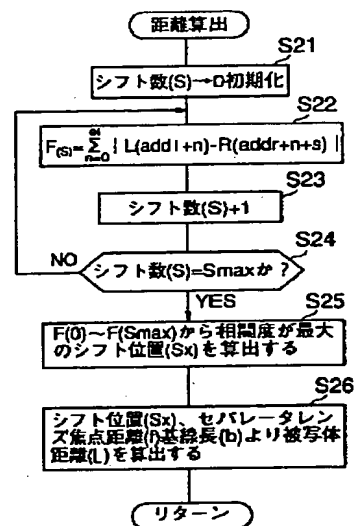 距離算出
S21
シフト数(S)→0初期化
S22
F(S)=Σ n=0 | L(addr+n)-R(addr+n+s) |
S23
シフト数(S)+1
S24
NO
シフト数(S)=Smaxか?
YES
S25
F(0)~F(Smax)から相関度が最大
のシフト位置(Sx)を算出する
S26
シフト位置(Sx)、セパレータレン
ズ焦点距離(f)基線長(b)より被写体
距離(L)を算出する
リターン